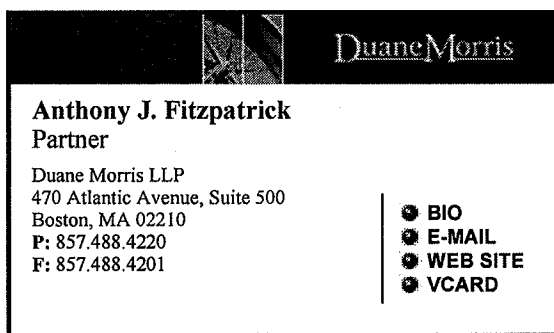 DuaneMorris
Anthony J. Fitzpatrick
Partner
Duane Morris LLP
470 Atlantic Avenue, Suite 500
Boston, MA 02210
P: 857.488.4220
F: 857.488.4201
BIO
E-MAIL
WEB SITE
VCARD